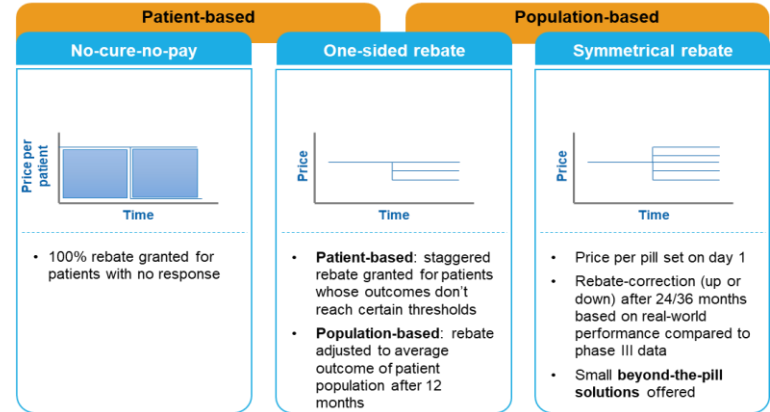 Patient-based
Population-based
No-cure-no-pay
Price per
patient
Time
• 100% rebate granted for
patients with no response
One-sided rebate
Price
Time
• Patient-based: staggered
rebate granted for patients
whose outcomes don't
reach certain thresholds
• Population-based: rebate
adjusted to average
outcome of patient
population after 12
months
Symmetrical rebate
Price
Time
• Price per pill set on day 1
• Rebate-correction (up or
down) after 24/36 months
based on real-world
performance compared to
phase III data
• Small beyond-the-pill
solutions offered